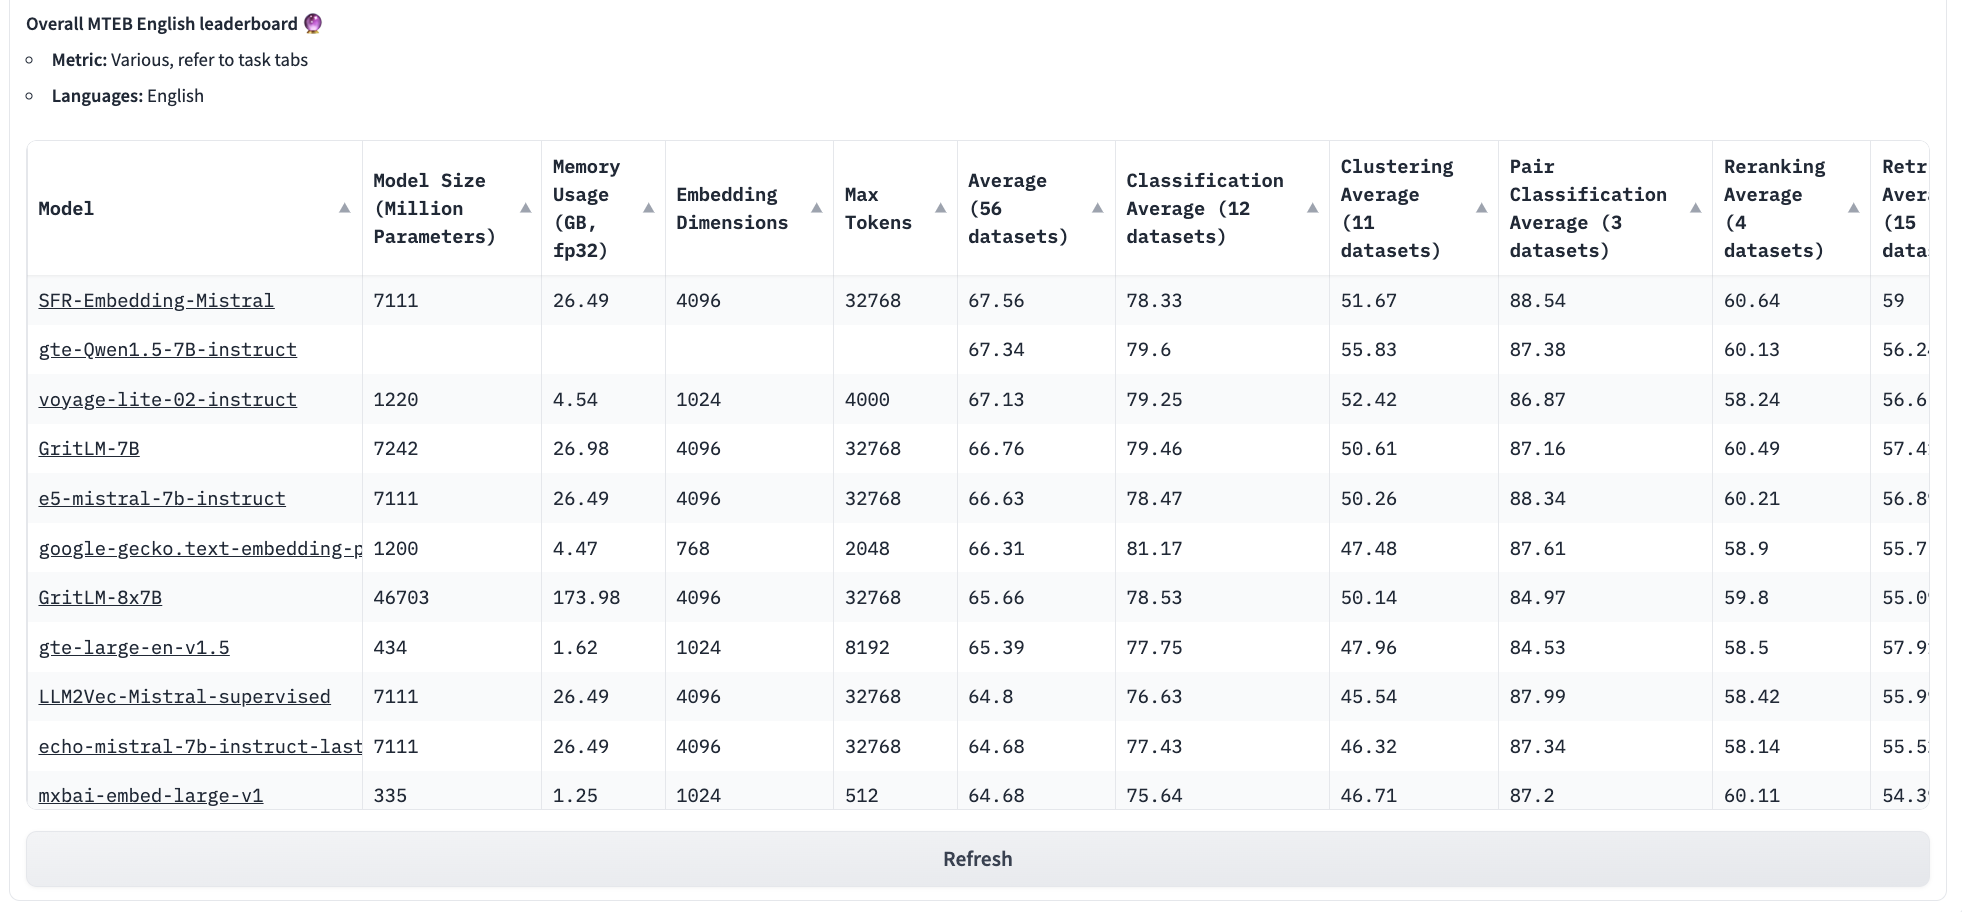 Overall MTEB English leaderboard 🔮
Metric: Various, refer to task tabs
Languages: English
Model | Model Size (Million Parameters) | Memory Usage (GB, fp32) | Embedding Dimensions | Max Tokens | Average (56 datasets) | Classification Average (12 datasets) | Clustering Average (11 datasets) | Pair Classification Average (3 datasets) | Reranking Average (4 datasets) | (15
SFR-Embedding-Mistral 7111 26.49 4096 32768 67.56 78.33 51.67 88.54 60.64 59
gte-Qwen1.5-7B-instruct 67.34 79.6 55.83 87.38 60.13 56.2
voyage-lite-02-instruct 1220 4.54 1024 4000 67.13 79.25 52.42 86.87 58.24 56.6
GritLM-7B 7242 26.98 4096 32768 66.76 79.46 50.61 87.16 60.49 57.4
e5-mistral-7b-instruct 7111 26.49 4096 32768 66.63 78.47 50.26 88.34 60.21 56.8
google-gecko.text-embedding-p 1200 4.47 768 2048 66.31 81.17 47.48 87.61 58.9 55.7
GritLM-8x7B 46703 173.98 4096 32768 65.66 78.53 50.14 84.97 59.8 55.0
gte-large-en-v1.5 434 1.62 1024 8192 65.39 77.75 47.96 84.53 58.5 57.9
LLM2Vec-Mistral-supervised 7111 26.49 4096 32768 64.8 76.63 45.54 87.99 58.42 55.9
echo-mistral-7b-instruct-last 7111 26.49 4096 32768 64.68 77.43 46.32 87.34 58.14 55.5
mxbai-embed-large-v1 335 1.25 1024 512 64.68 75.64 46.71 87.2 60.11 54.3
Refresh